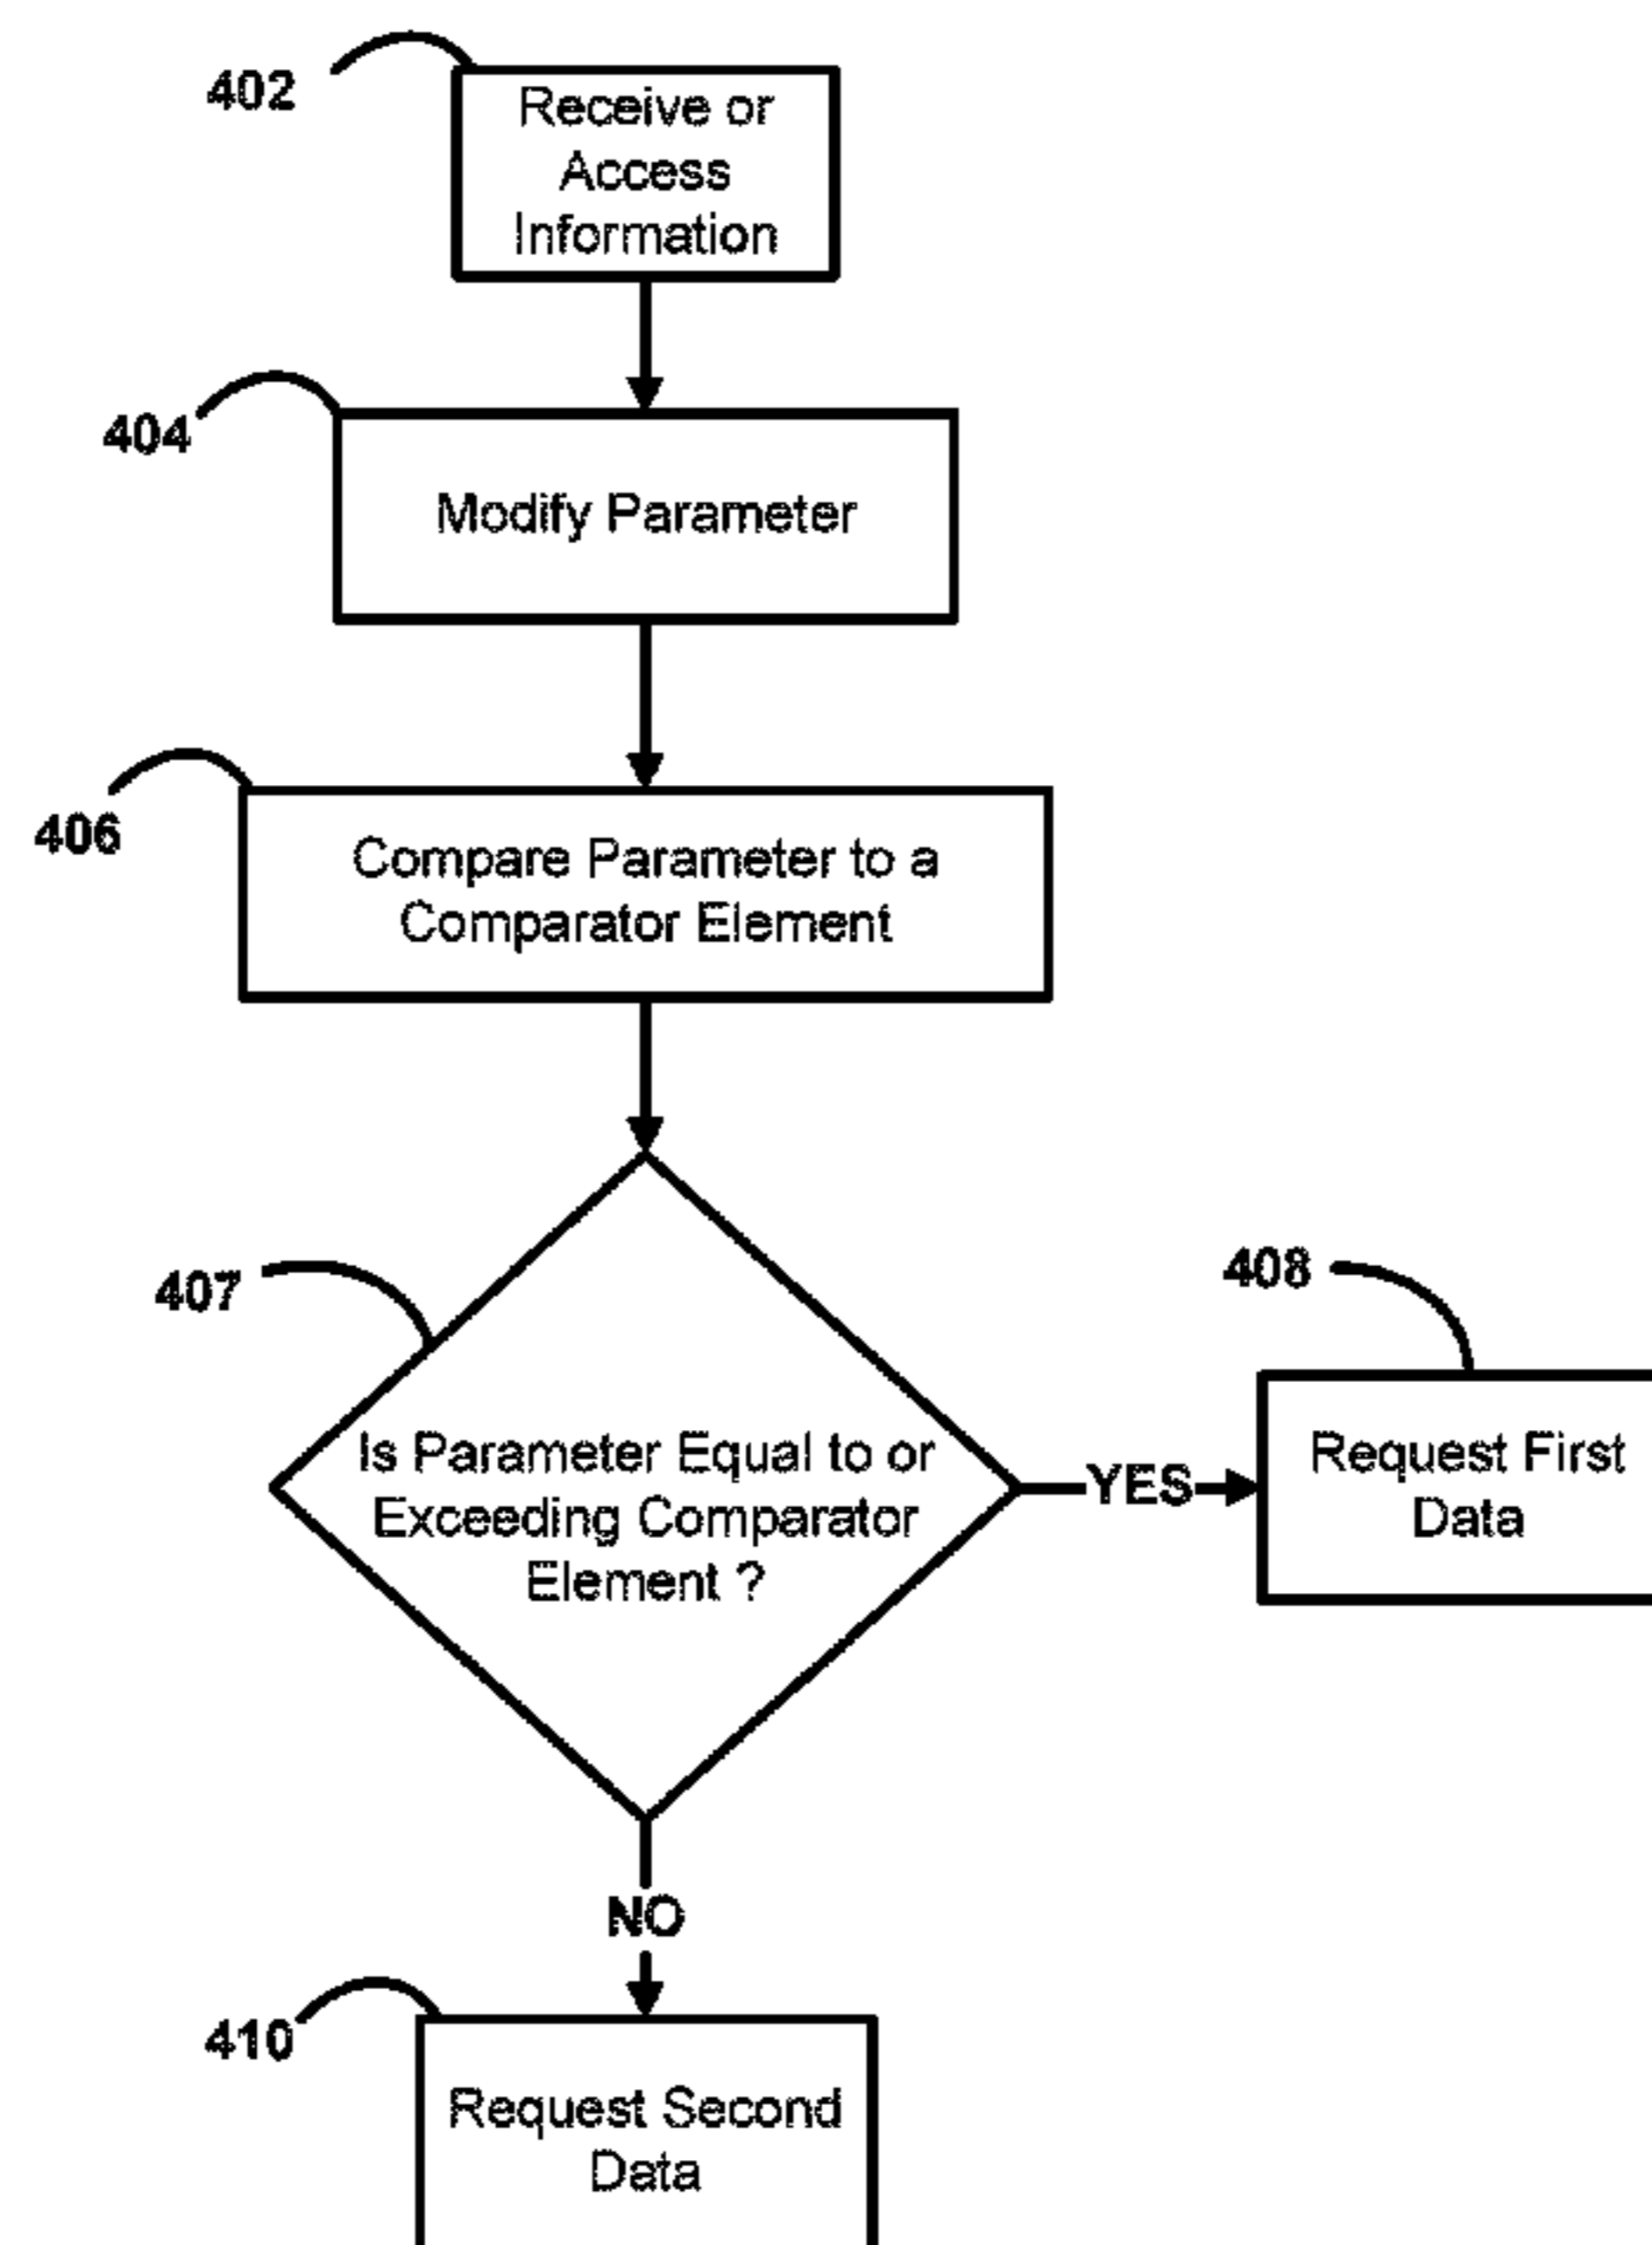 402
Receive or
Access
Information
404
Modify Parameter
406
Compare Parameter to a
Comparator Element
407
Is Parameter Equal to or
Exceeding Comparator
Element ?
YES
408
Request First
Data
NO
410
Request Second
Data